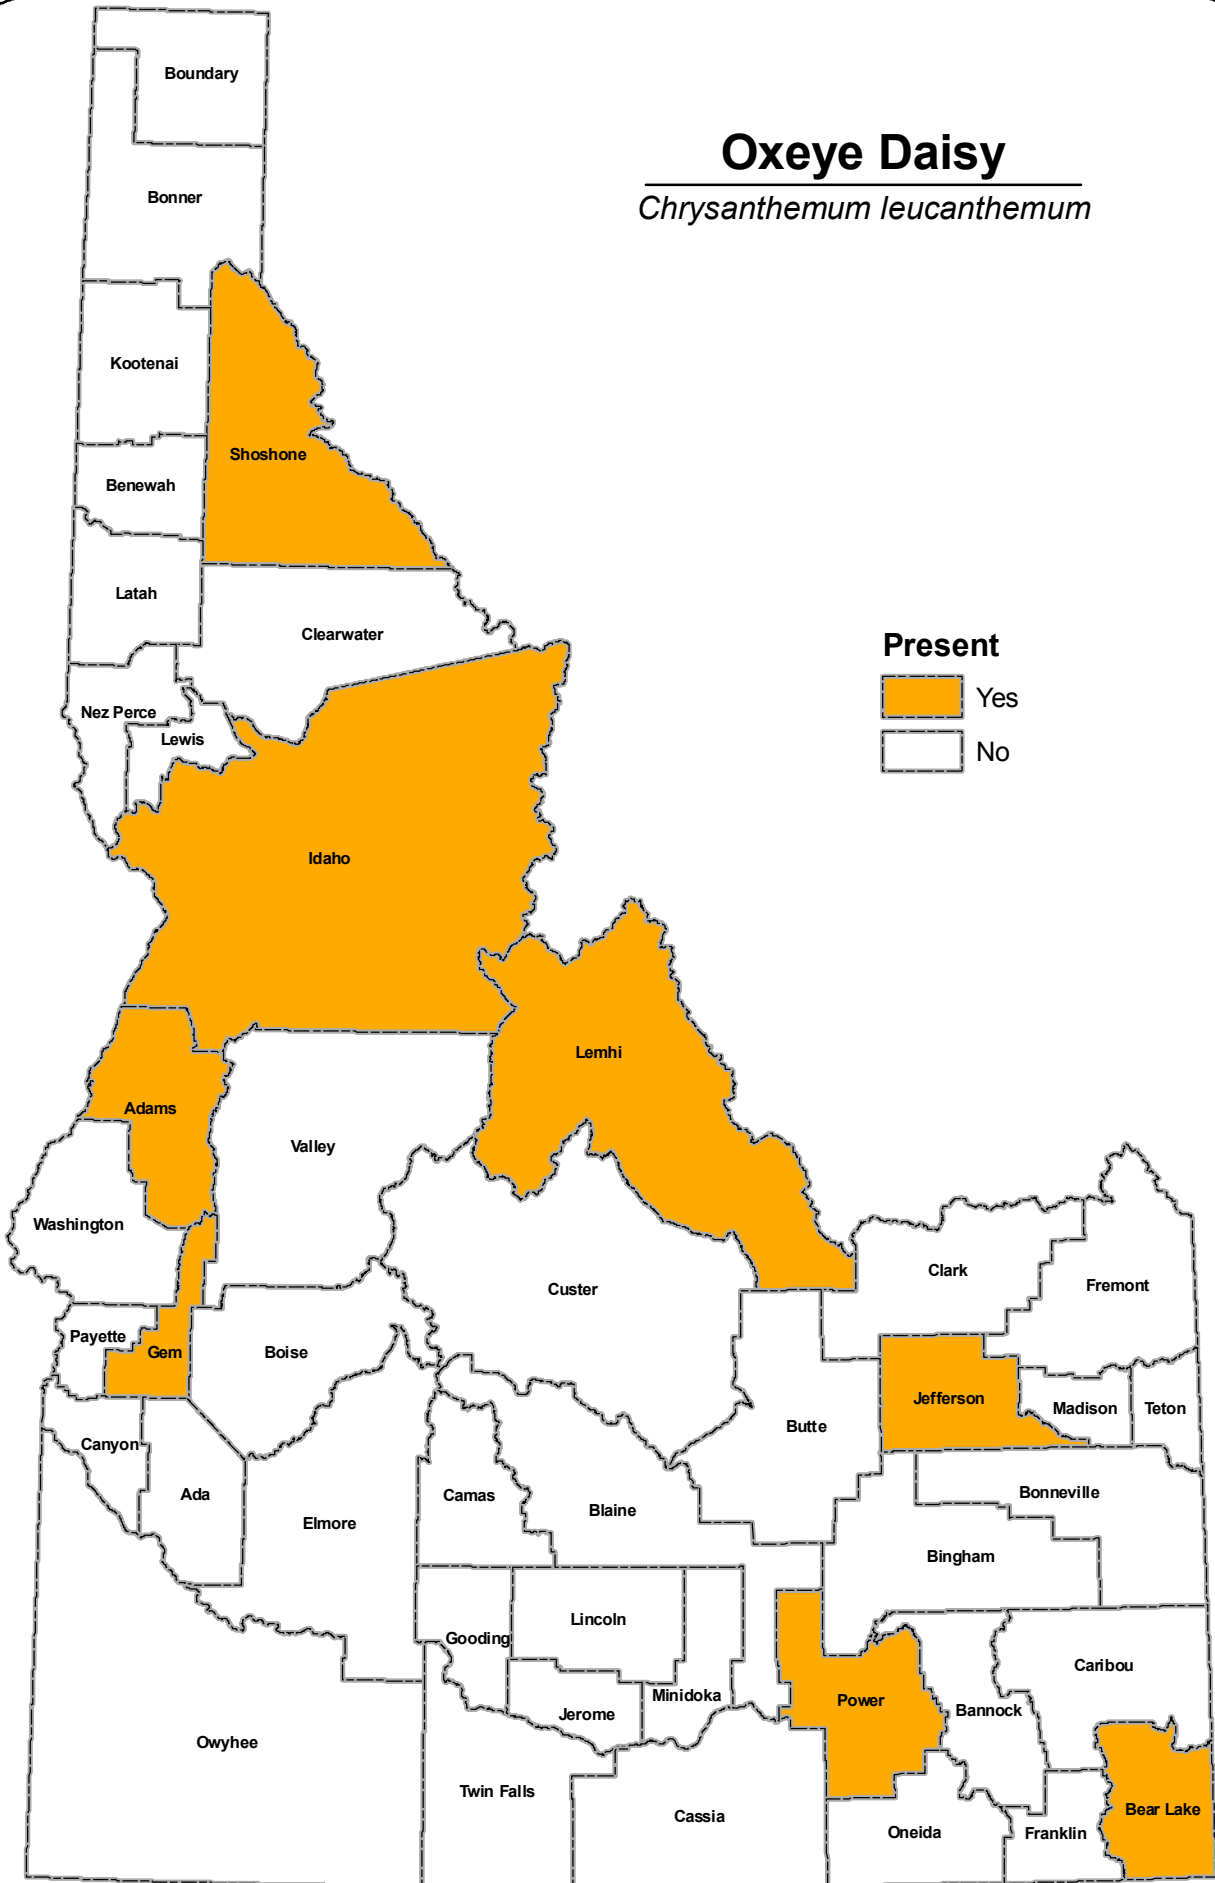 Boundary
Oxeye Daisy
Chrysanthemum leucanthemum
Bonner
Kootenai
Shoshone
Benewah
Latah
Clearwater
Present
Yes
No
Nez Perce
Lewis
Idaho
Lemhi
Adams
Valley
Washington
Custer
Clark
Fremont
Payette
Gem
Boise
Jefferson
Madison
Teton
Butte
Canyon
Ada
Camas
Blaine
Bonneville
Elmore
Bingham
Lincoln
Gooding
Caribou
Minidoka
Power
Bannock
Jerome
Owyhee
Twin Falls
Cassia
Bear Lake
Oneida
Franklin